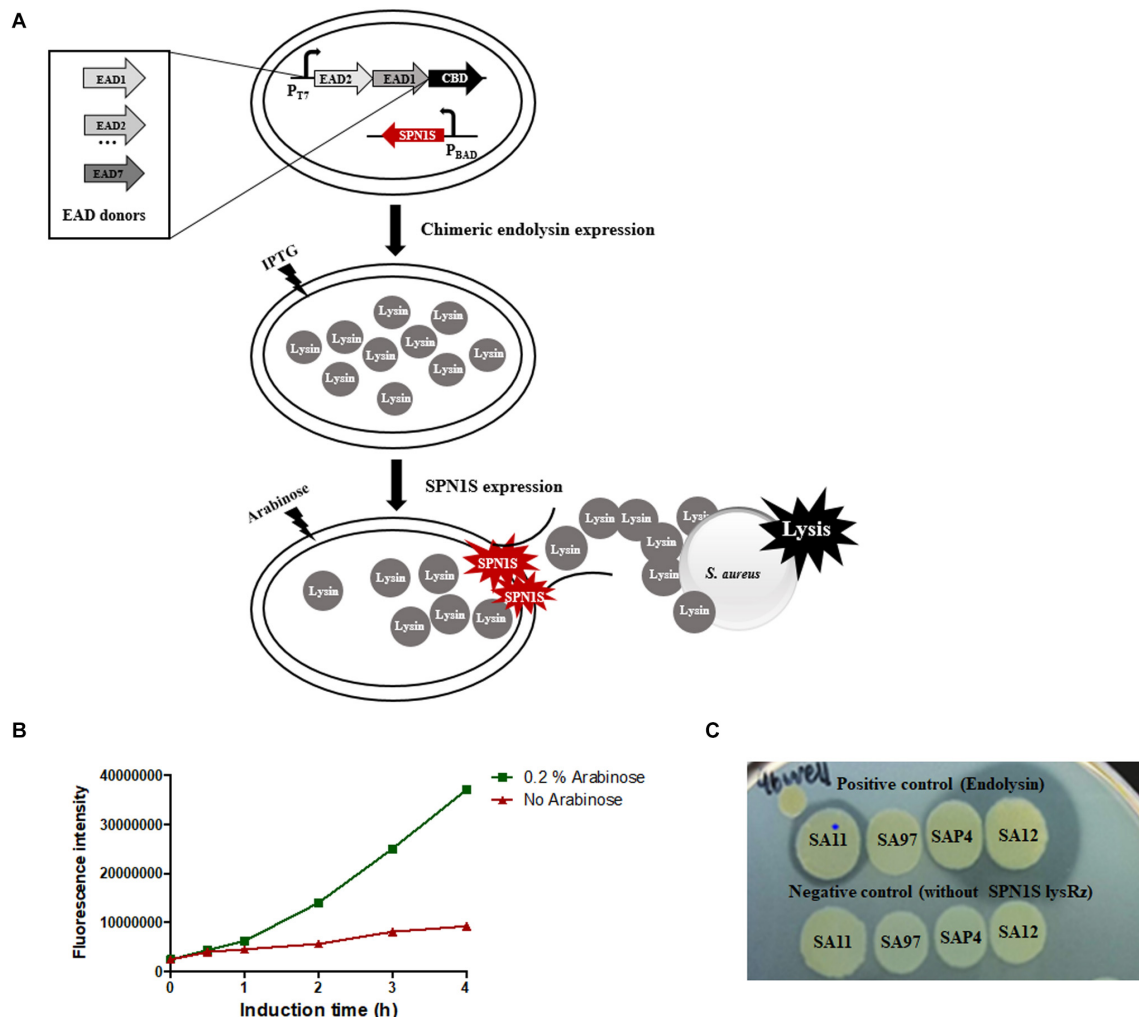 A
EAD1
EAD2
...
EAD7
EAD donors
EAD2
EAD1
CBD
PT7
SPN1S
PBAD
Chimeric endolysin expression
IPTG
Lysin
Lysin
Lysin
Lysin
Lysin
Lysin
Lysin
Lysin
Lysin
Lysin
SPN1S expression
Arabinose
Lysin
Lysin
Lysin
Lysin
Lysin
Lysin
SPN1S
SPN1S
Lysin
Lysin
Lysin
Lysin
Lysin
Lysin
Lysin
S. aureus
Lysis
B
Fluorescence intensity
40000000
30000000
20000000
10000000
0
0 1 2 3 4
Induction time (h)
0.2 % Arabinose
No Arabinose
C
Positive control (Endolysin)
SA11 SA97 SAP4 SA12
Negative control (without SPN1S lysRz)
SA11 SA97 SAP4 SA12